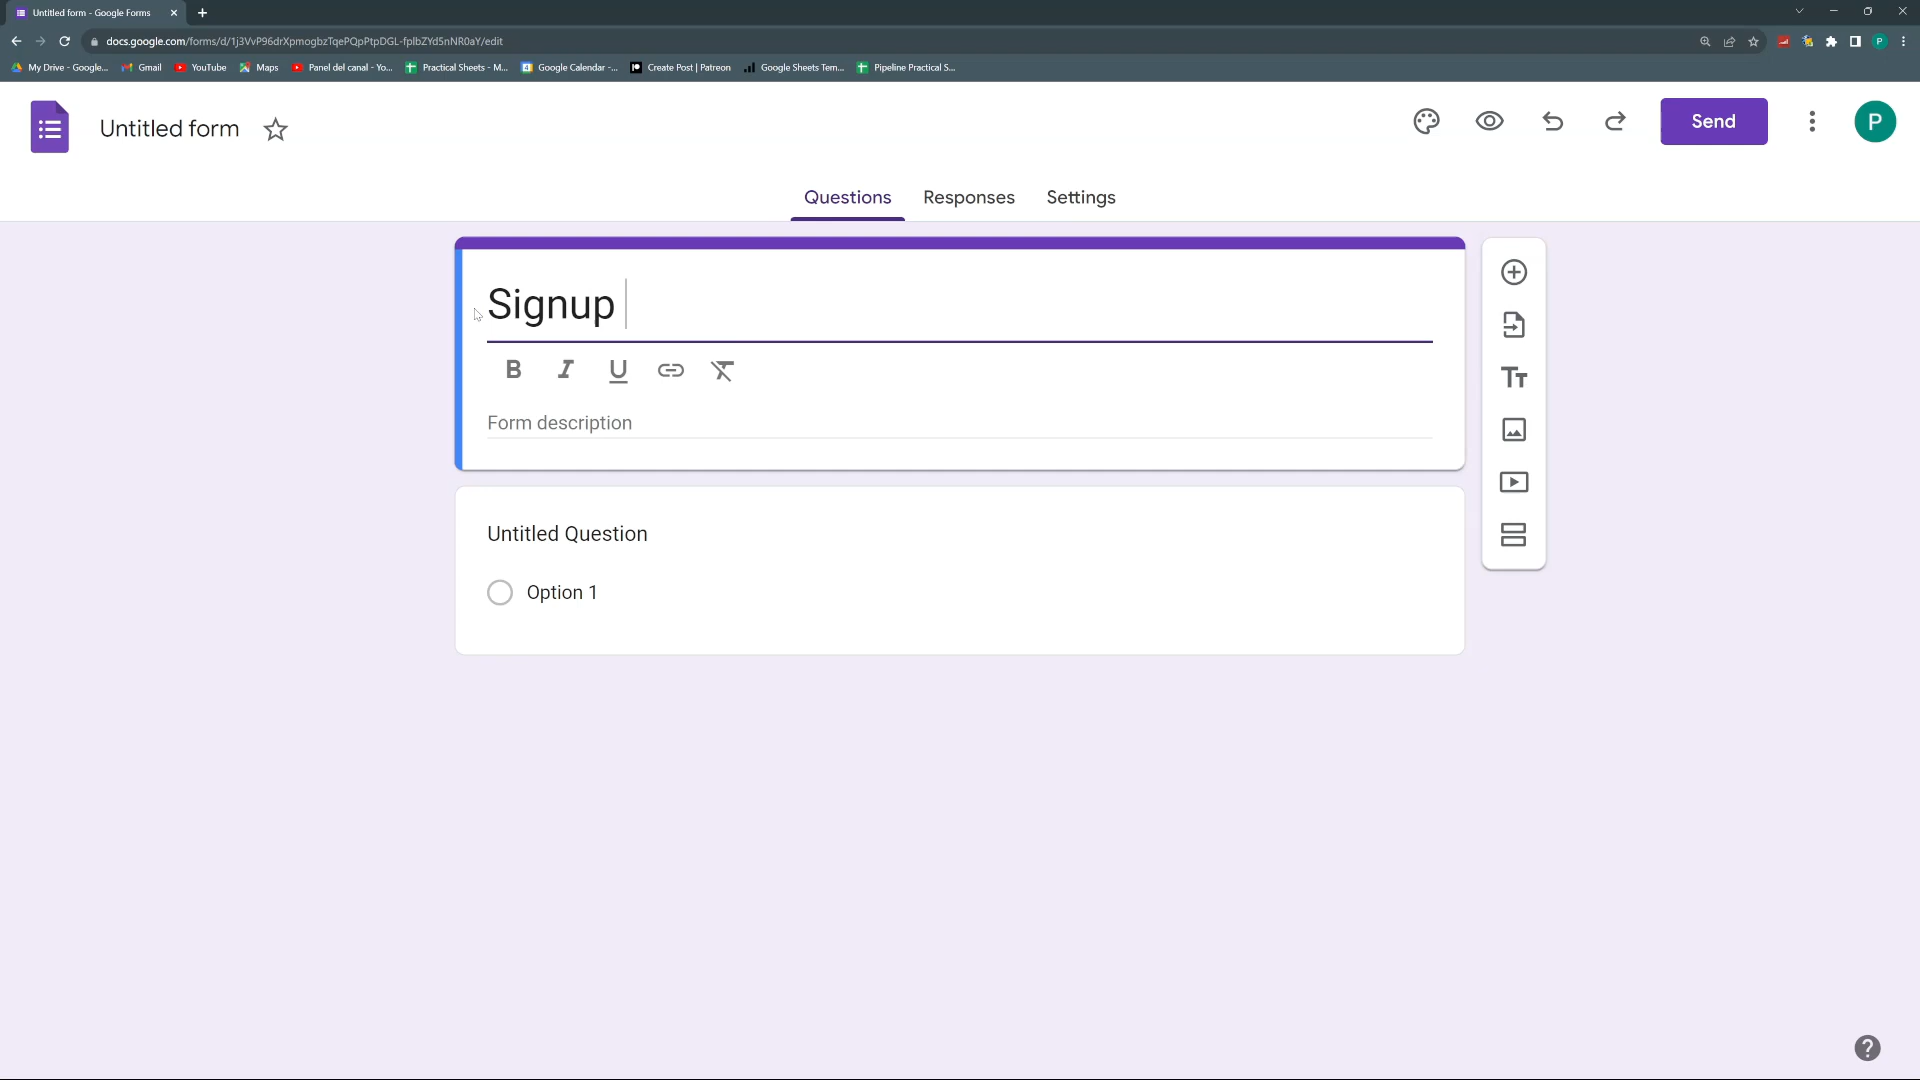 Untitled form - Google Forms
docs.google.com/forms/d/1j3VvP96drXpmogbzTqePQpPtpDGL-fplbZYd5nNR0aY/edit
P
My Drive - Google... Gmail YouTube Maps Panel del canal - Yo... Practical Sheets - M... Google Calendar -... Create Post | Patreon Google Sheets Tem... Pipeline Practical S...
Untitled form
Send
P
Questions Responses Settings
Signup
B I U
Form description
Tт
Untitled Question
Option 1
?